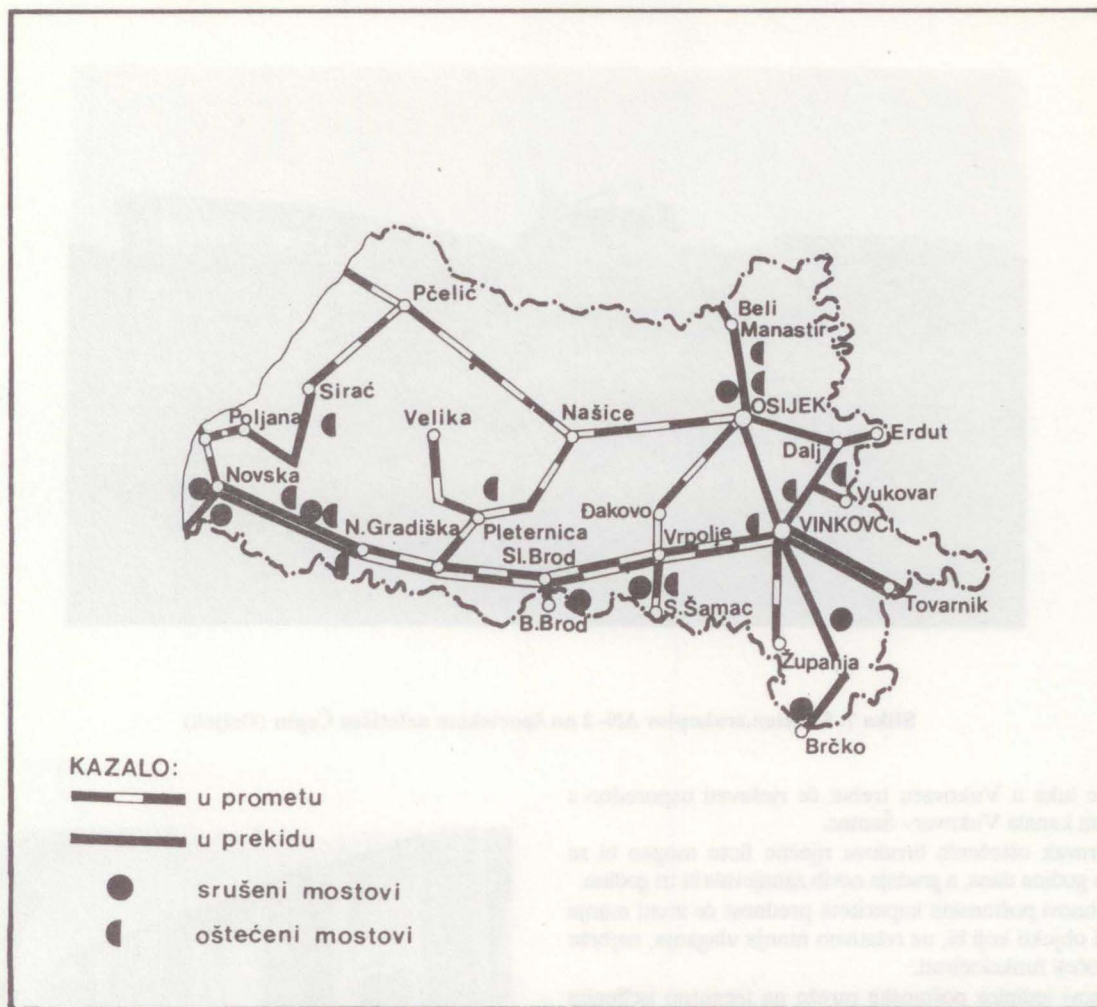 Pčelić
Beli
Manastir
Sirać
OSIJEK
Poljana
Velika
Našice
Erdut
Dalj
Novska
Vukovar
N.Gradiška
Pleternica
Đakovo
Vrpolje
VINKOVCI
Sl.Brod
Tovarnik
B.Brod
S.Šamac
Županja
Brčko
KAZALO:
u prometu
u prekidu
srušeni mostovi
oštećeni mostovi